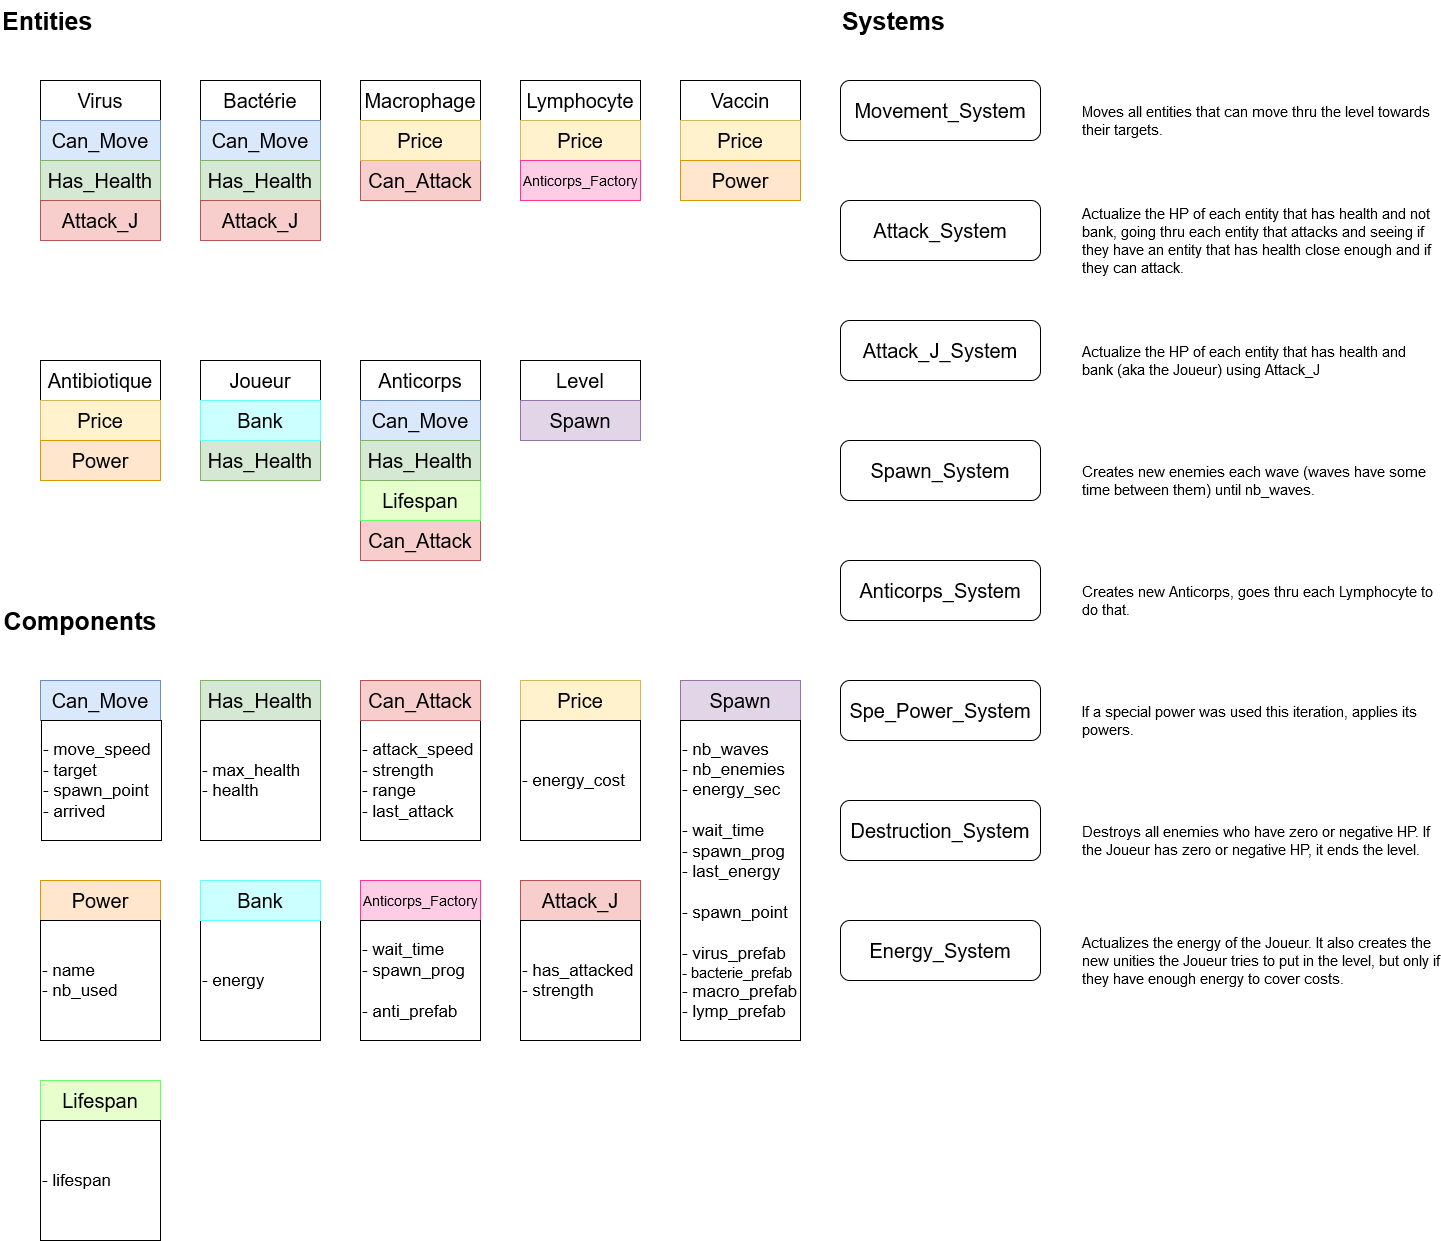 Entities
Virus
Can_Move
Has_Health
Attack_J
Bactérie
Can_Move
Has_Health
Attack_J
Macrophage
Price
Can_Attack
Lymphocyte
Price
Anticorps_Factory
Vaccin
Price
Power
Antibiotique
Price
Power
Joueur
Bank
Has_Health
Anticorps
Can_Move
Has_Health
Lifespan
Can_Attack
Level
Spawn
Components
Can_Move
- move_speed
- target
- spawn_point
- arrived
Has_Health
- max_health
- health
Can_Attack
- attack_speed
- strength
- range
- last_attack
Price
- energy_cost
Spawn
- nb_waves
- nb_enemies
- energy_sec
- wait_time
- spawn_prog
- last_energy
- spawn_point
- virus_prefab
- bacterie_prefab
- macro_prefab
- lymp_prefab
Power
- name
- nb_used
Bank
- energy
Anticorps_Factory
- wait_time
- spawn_prog
- anti_prefab
Attack_J
- has_attacked
- strength
Lifespan
- lifespan
Systems
Movement_System
Moves all entities that can move thru the level towards
their targets.
Attack_System
Actualize the HP of each entity that has health and not
bank, going thru each entity that attacks and seeing if
they have an entity that has health close enough and if
they can attack.
Attack_J_System
Actualize the HP of each entity that has health and
bank (aka the Joueur) using Attack_J
Spawn_System
Creates new enemies each wave (waves have some
time between them) until nb_waves.
Anticorps_System
Creates new Anticorps, goes thru each Lymphocyte to
do that.
Spe_Power_System
If a special power was used this iteration, applies its
powers.
Destruction_System
Destroys all enemies who have zero or negative HP. If
the Joueur has zero or negative HP, it ends the level.
Energy_System
Actualizes the energy of the Joueur. It also creates the
new unities the Joueur tries to put in the level, but only if
they have enough energy to cover costs.